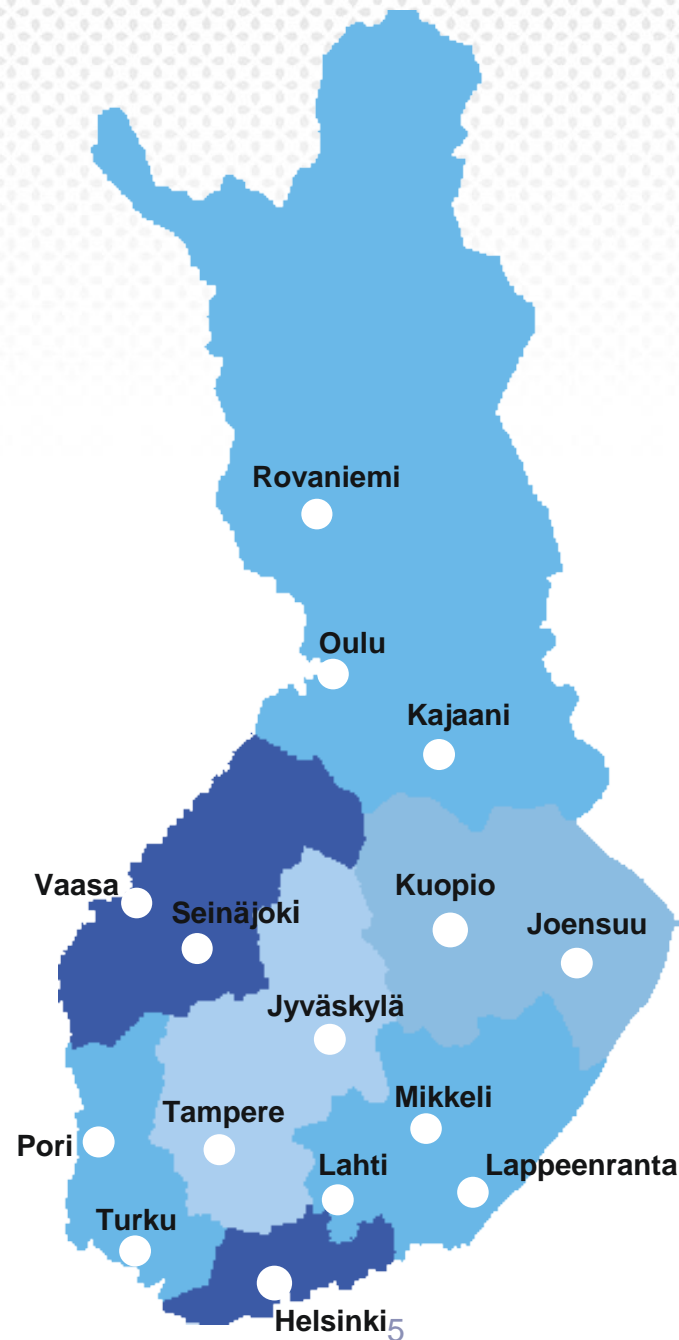 Rovaniemi
Oulu
Kajaani
Vaasa
Seinäjoki
Kuopio
Joensuu
Jyväskylä
Mikkeli
Tampere
Pori
Lahti
Lappeenranta
Turku
Helsinki
5